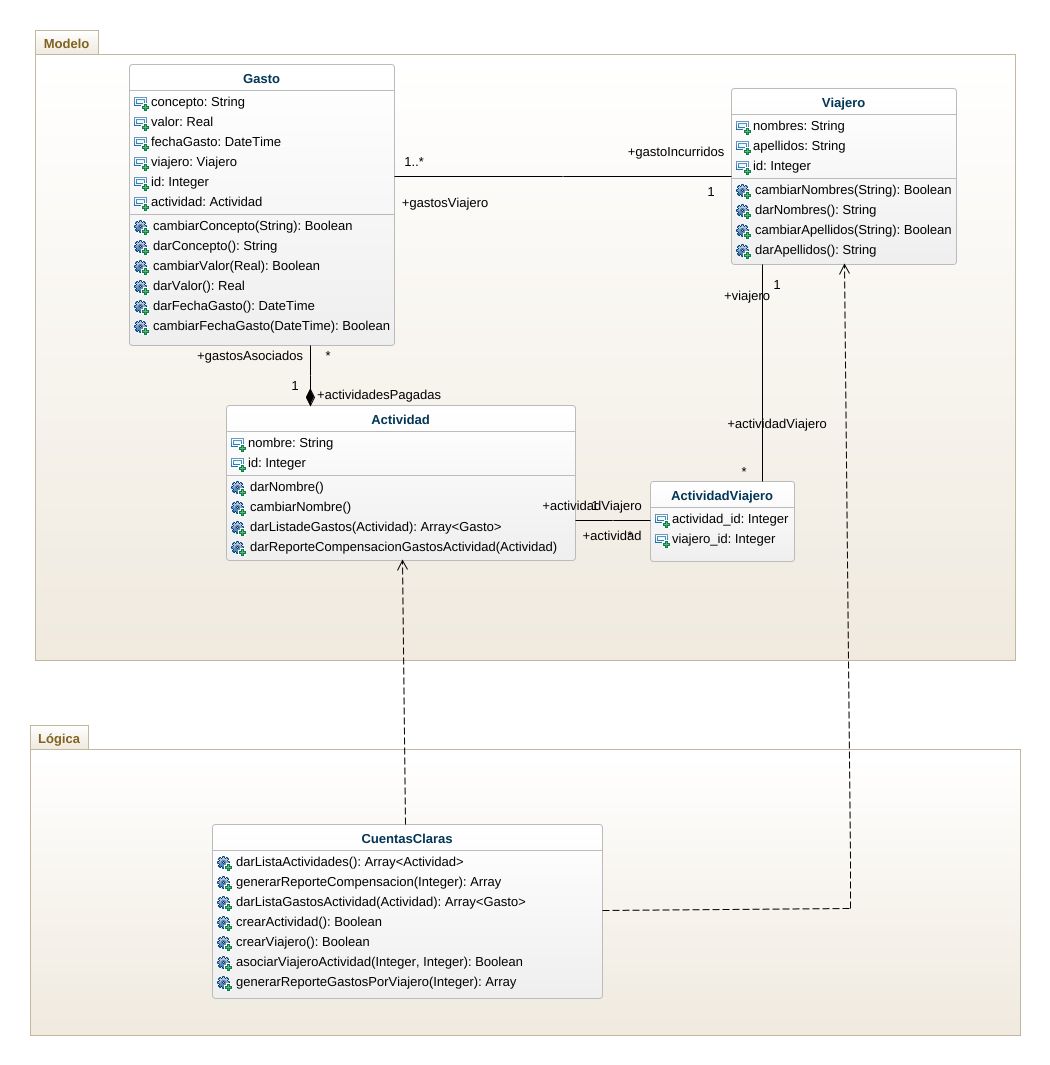 Modelo
Gasto
concepto: String
valor: Real
fechaGasto: DateTime
viajero: Viajero
id: Integer
actividad: Actividad
cambiarConcepto(String): Boolean
darConcepto(): String
cambiarValor(Real): Boolean
darValor(): Real
darFechaGasto(): DateTime
cambiarFechaGasto(DateTime): Boolean
1..*
+gastosViajero
+gastoIncurridos
1
Viajero
nombres: String
apellidos: String
id: Integer
cambiarNombres(String): Boolean
darNombres(): String
cambiarApellidos(String): Boolean
darApellidos(): String
1
+viajero
+actividadViajero
*
+gastosAsociados
*
1
+actividadesPagadas
Actividad
nombre: String
id: Integer
darNombre()
cambiarNombre()
darListadeGastos(Actividad): Array<Gasto>
darReporteCompensacionGastosActividad(Actividad)
+actividadViajero
1
+actividad
*
ActividadViajero
actividad_id: Integer
viajero_id: Integer
Lógica
CuentasClaras
darListaActividades(): Array<Actividad>
generarReporteCompensacion(Integer): Array
darListaGastosActividad(Actividad): Array<Gasto>
crearActividad(): Boolean
crearViajero(): Boolean
asociarViajeroActividad(Integer, Integer): Boolean
generarReporteGastosPorViajero(Integer): Array